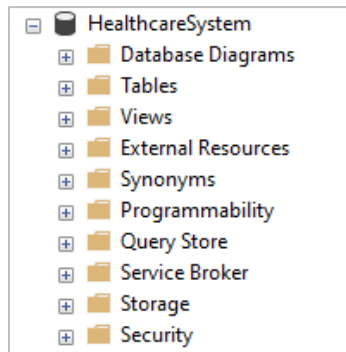 HealthcareSystem
Database Diagrams
Tables
Views
External Resources
Synonyms
Programmability
Query Store
Service Broker
Storage
Security